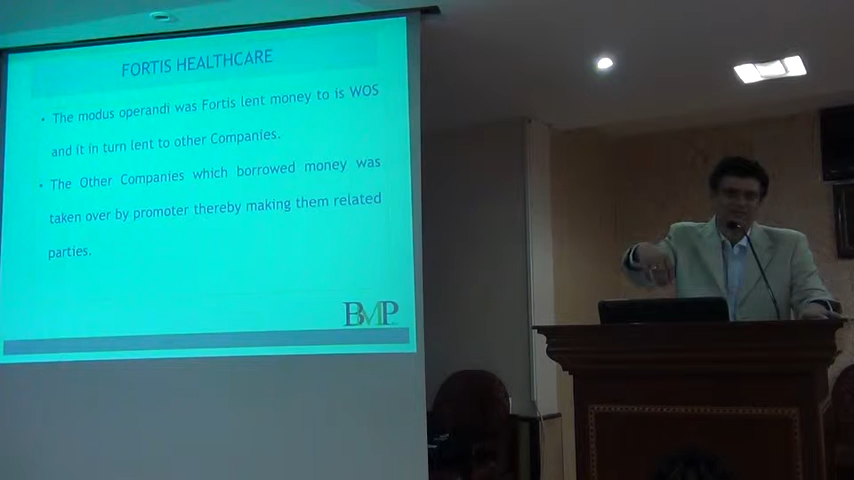 FORTIS HEALTHCARE
• The modus operandi was Fortis lent money to is WOS
and it in turn lent to other Companies.
• The Other Companies which borrowed money was
taken over by promoter thereby making them related
parties.
BMP